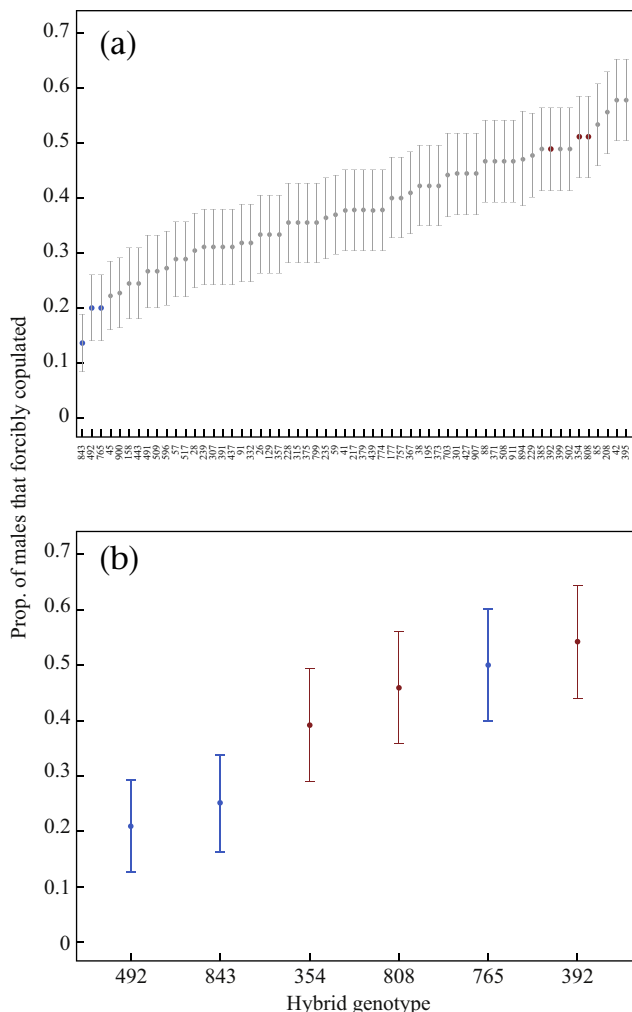 0.7
(a)
0.6
0.5
0.4
0.3
0.2
0.1
0
843 492 765 45 900 158 443 491 509 596 57 517 28 239 307 391 437 91 332 26 129 357 228 315 375 799 235 59 41 217 379 439 774 177 757 367 38 195 373 703 301 427 907 88 371 508 911 894 229 385 392 399 502 354 808 85 208 42 395
Prop. of males that forcibly copulated
0.7
(b)
0.6
0.5
0.4
0.3
0.2
0.1
0
492 843 354 808 765 392
Hybrid genotype